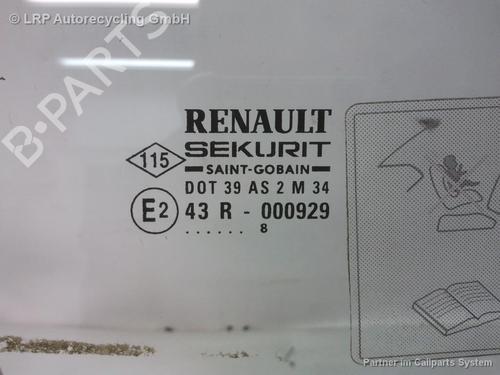 © LRP Autorecycling GmbH
B-PARTS
RENAULT
115
SEKURIT
SAINT-GOBAIN
DOT 39 AS 2 M 34
E2
43 R - 000929
...... 8
Partner im Callparts System